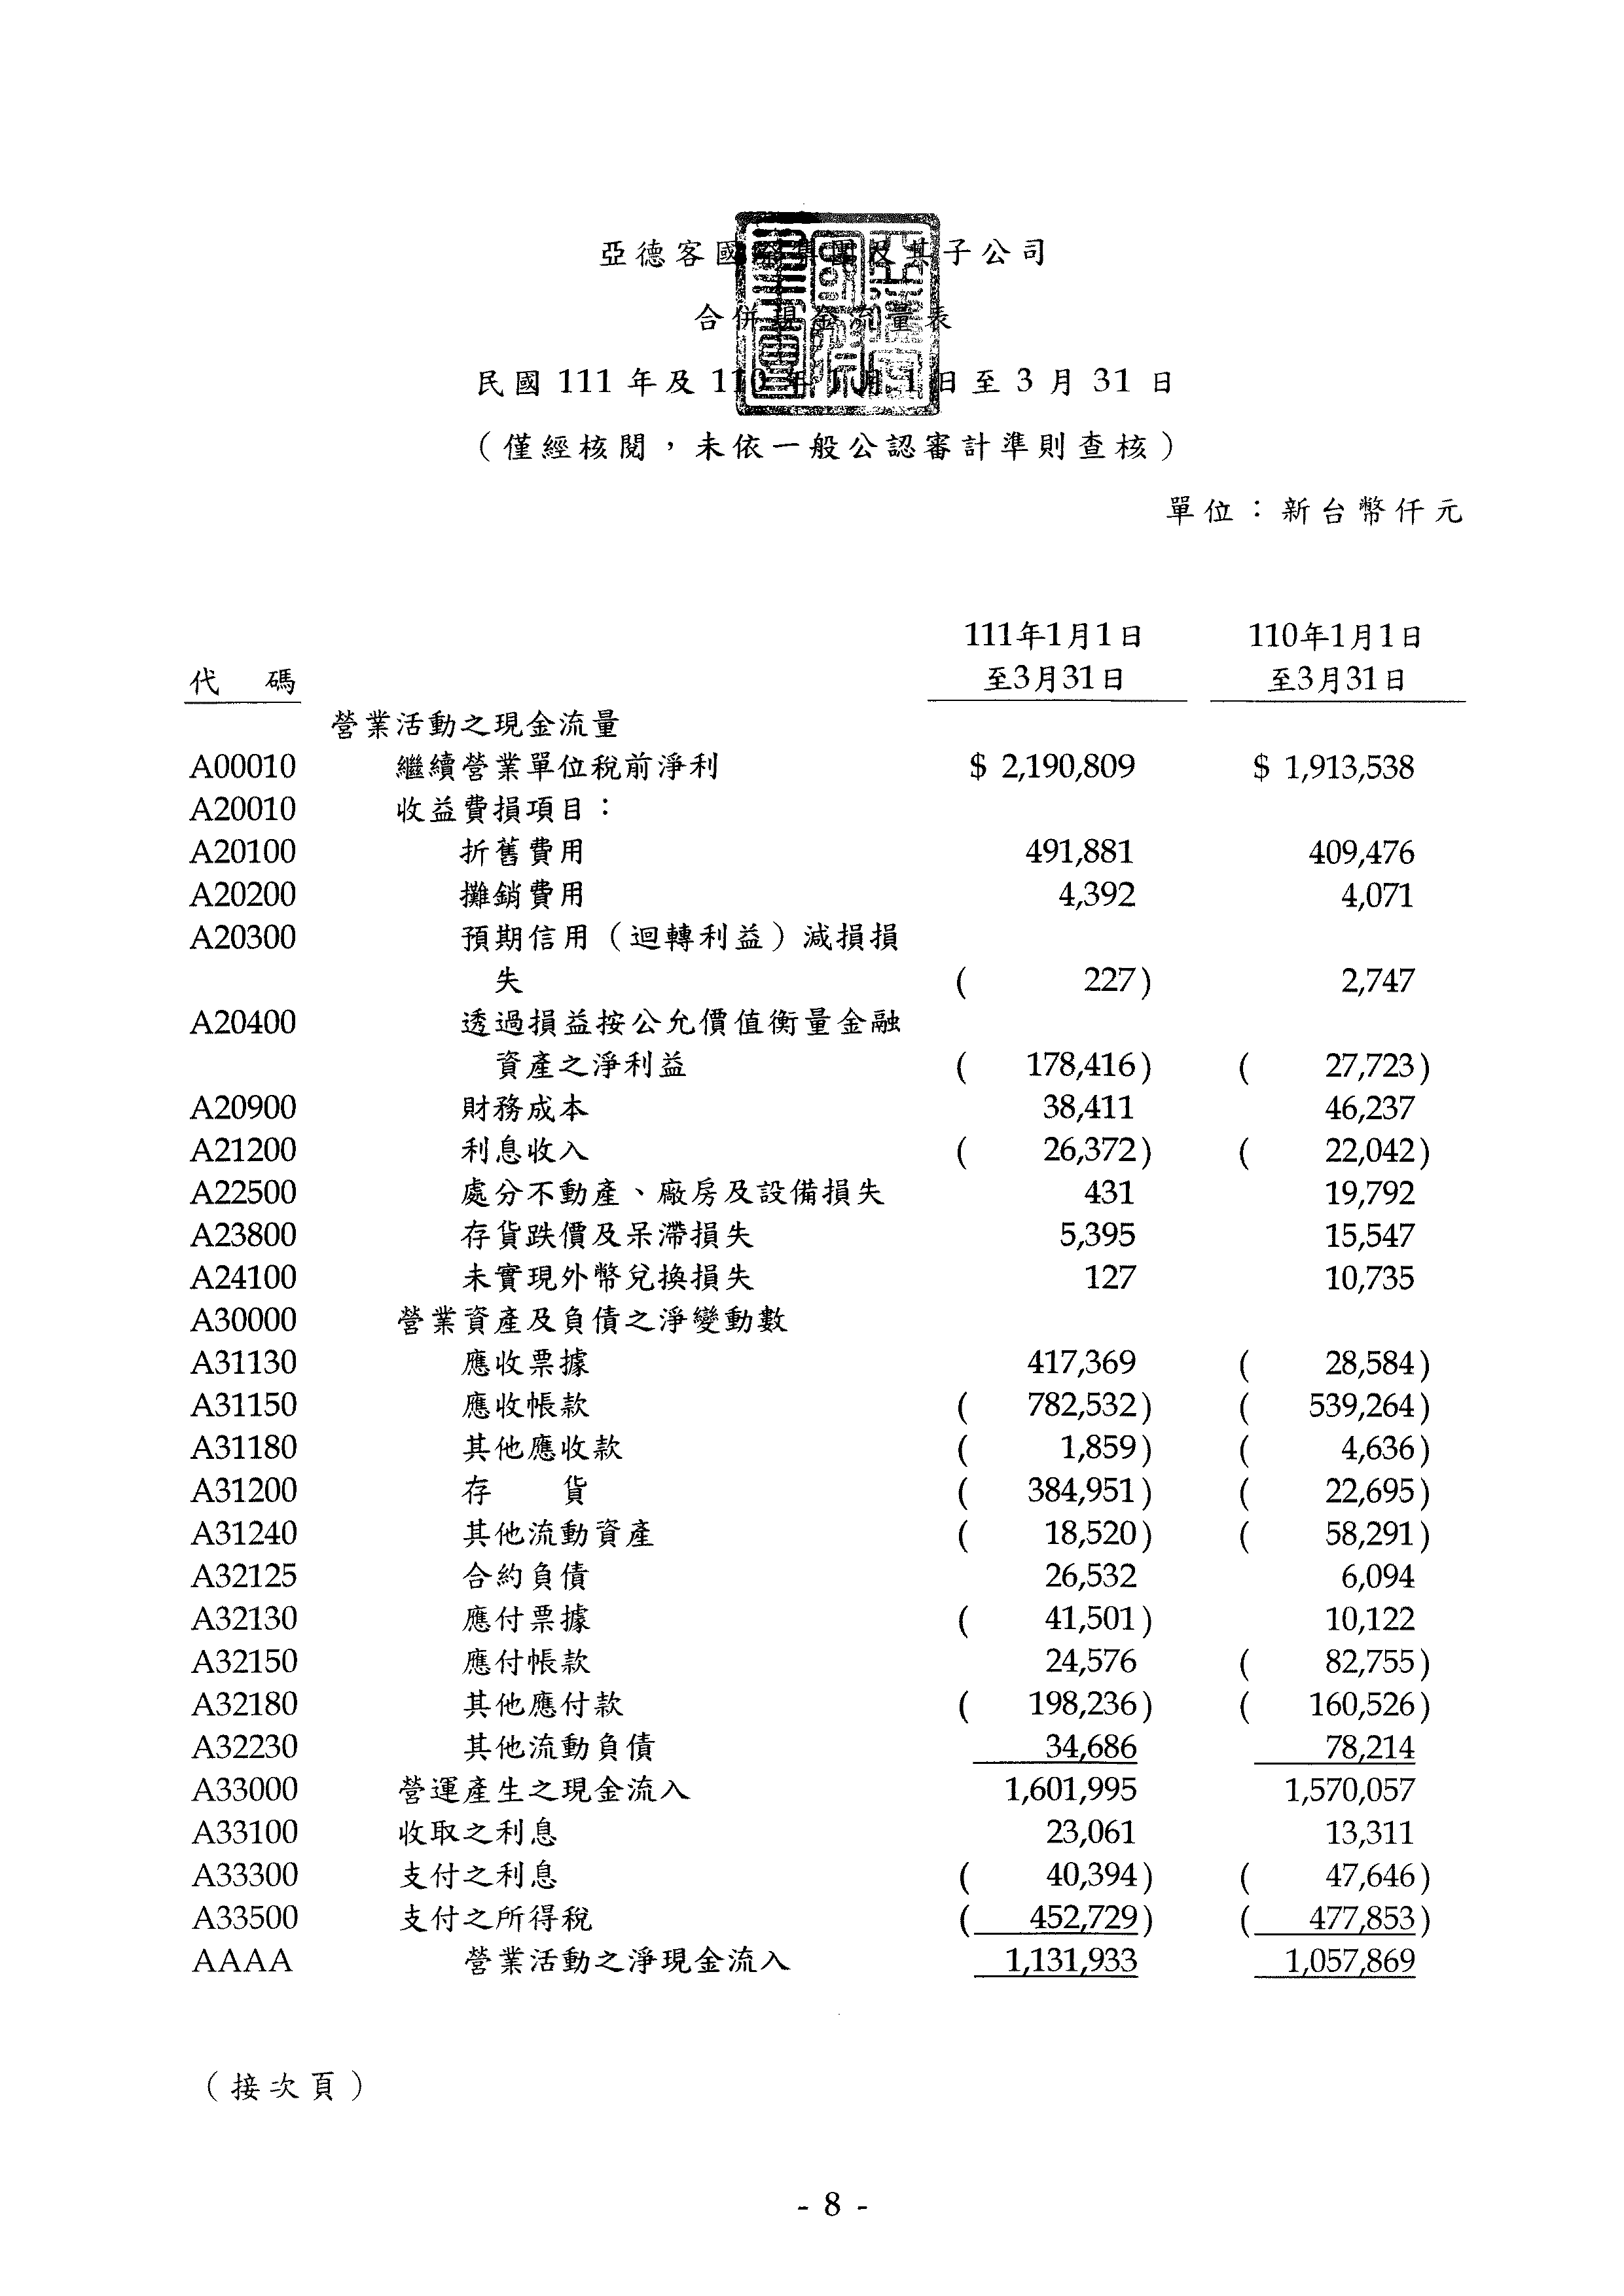 亞德客國際集團及其子公司
合併現金流量表
民國 111 年及 110 年 1 月 1 日至 3 月 31 日
（僅經核閱，未依一般公認審計準則查核）
單位：新台幣仟元
111年1月1日 110年1月1日
代 碼 至3月31日 至3月31日
營業活動之現金流量
A00010 繼續營業單位稅前淨利 $ 2,190,809 $ 1,913,538
A20010 收益費損項目：
A20100 折舊費用 491,881 409,476
A20200 攤銷費用 4,392 4,071
A20300 預期信用（迴轉利益）減損損
失 ( 227) 2,747
A20400 透過損益按公允價值衡量金融
資產之淨利益 ( 178,416) ( 27,723)
A20900 財務成本 38,411 46,237
A21200 利息收入 ( 26,372) ( 22,042)
A22500 處分不動產、廠房及設備損失 431 19,792
A23800 存貨跌價及呆滯損失 5,395 15,547
A24100 未實現外幣兌換損失 127 10,735
A30000 營業資產及負債之淨變動數
A31130 應收票據 417,369 ( 28,584)
A31150 應收帳款 ( 782,532) ( 539,264)
A31180 其他應收款 ( 1,859) ( 4,636)
A31200 存 貨 ( 384,951) ( 22,695)
A31240 其他流動資產 ( 18,520) ( 58,291)
A32125 合約負債 26,532 6,094
A32130 應付票據 ( 41,501) 10,122
A32150 應付帳款 24,576 ( 82,755)
A32180 其他應付款 ( 198,236) ( 160,526)
A32230 其他流動負債 34,686 78,214
A33000 營運產生之現金流入 1,601,995 1,570,057
A33100 收取之利息 23,061 13,311
A33300 支付之利息 ( 40,394) ( 47,646)
A33500 支付之所得稅 ( 452,729) ( 477,853)
AAAA 營業活動之淨現金流入 1,131,933 1,057,869
（接次頁）
- 8 -